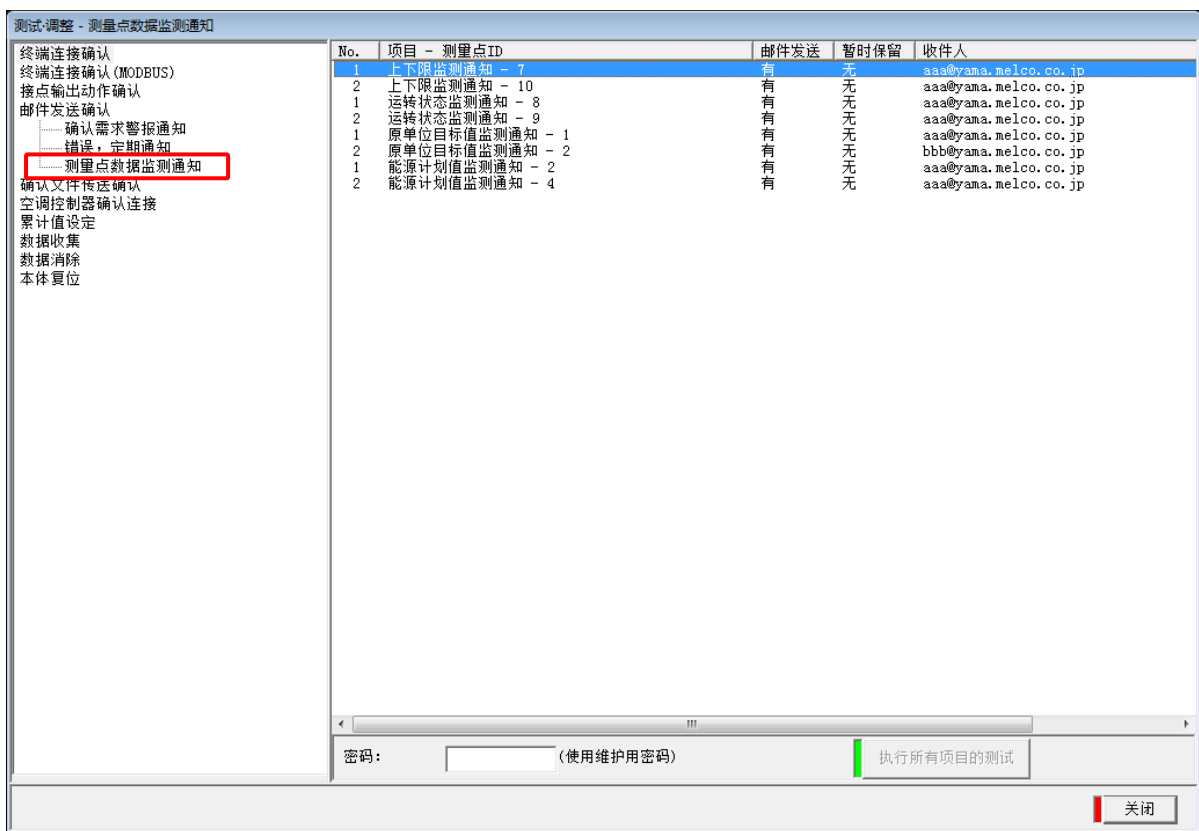 测试·调整 - 测量点数据监测通知
终端连接确认
终端连接确认(MODBUS)
接点输出动作确认
邮件发送确认
确认需求警报通知
错误，定期通知
测量点数据监测通知
确认文件传送确认
空调控制器确认连接
累计值设定
数据收集
数据消除
本体复位
No. 项目 - 测量点ID 邮件发送 暂时保留 收件人
1 上下限监测通知 - 7 有 无 aaa@yama.melco.co.jp
2 上下限监测通知 - 10 有 无 aaa@yama.melco.co.jp
1 运转状态监测通知 - 8 有 无 aaa@yama.melco.co.jp
2 运转状态监测通知 - 9 有 无 aaa@yama.melco.co.jp
1 原单位目标值监测通知 - 1 有 无 aaa@yama.melco.co.jp
2 原单位目标值监测通知 - 2 有 无 bbb@yama.melco.co.jp
1 能源计划值监测通知 - 2 有 无 aaa@yama.melco.co.jp
2 能源计划值监测通知 - 4 有 无 aaa@yama.melco.co.jp
密码： (使用维护用密码) 执行所有项目的测试
关闭